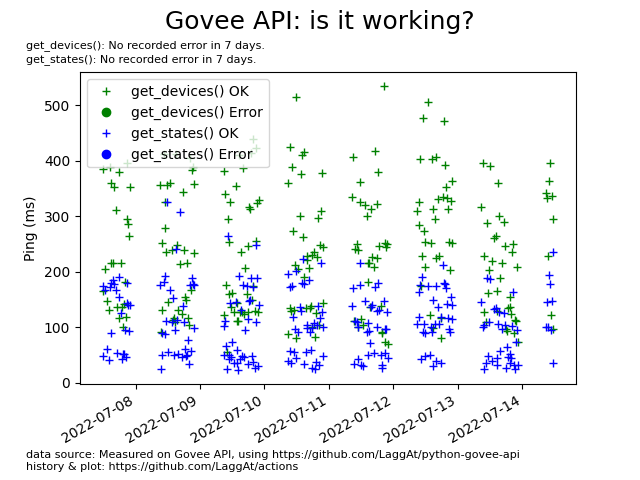 Govee API: is it working?
get_devices(): No recorded error in 7 days.
get_states(): No recorded error in 7 days.
get_devices() OK
get_devices() Error
get_states() OK
get_states() Error
Ping (ms)
500
400
300
200
100
0
2022-07-08
2022-07-09
2022-07-10
2022-07-11
2022-07-12
2022-07-13
2022-07-14
data source: Measured on Govee API, using https://github.com/LaggAt/python-govee-api
history & plot: https://github.com/LaggAt/actions